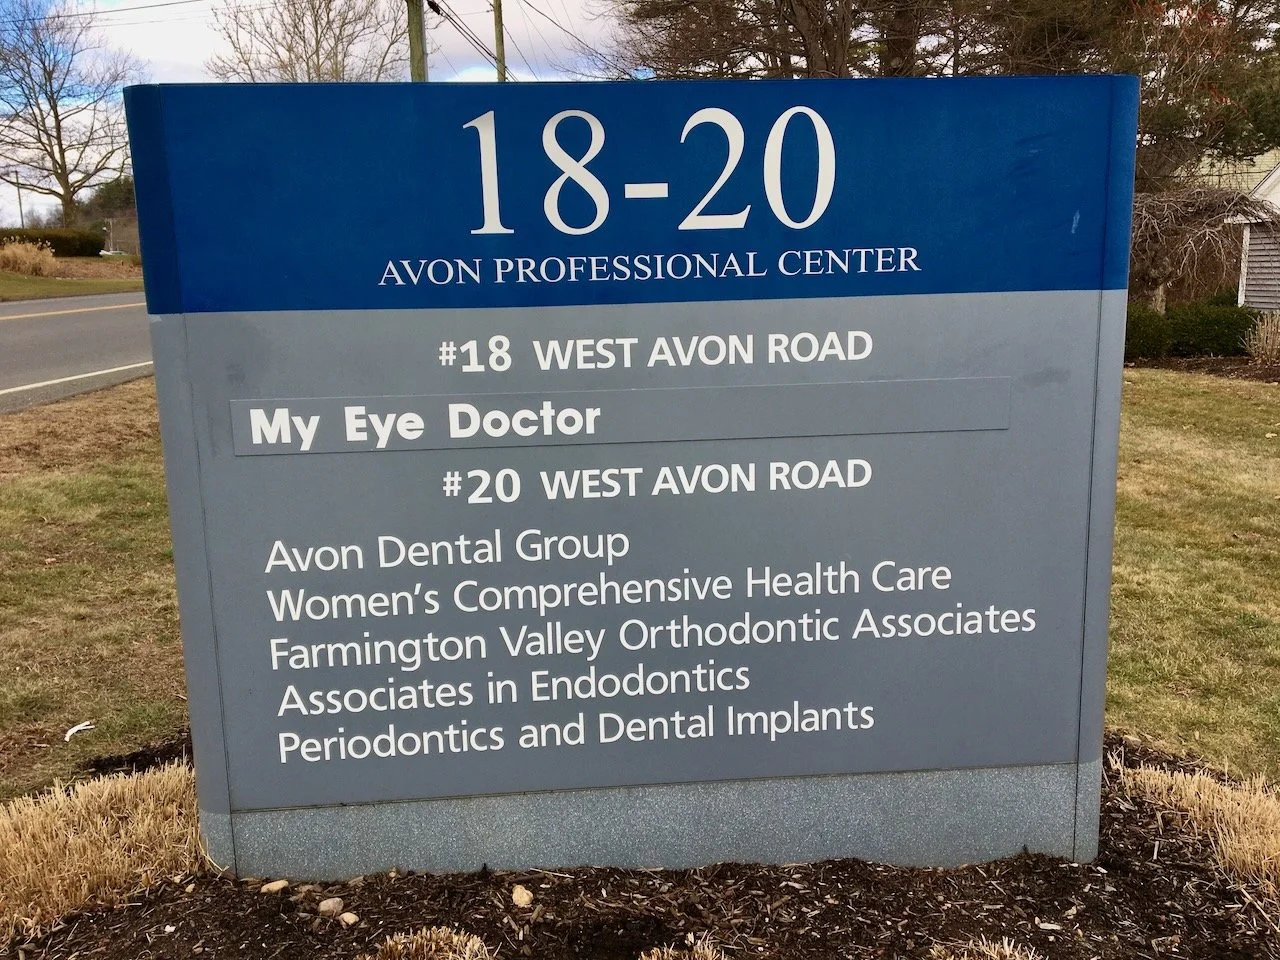 18-20
AVON PROFESSIONAL CENTER
#18 WEST AVON ROAD
My Eye Doctor
#20 WEST AVON ROAD
Avon Dental Group
Women's Comprehensive Health Care
Farmington Valley Orthodontic Associates
Associates in Endodontics
Periodontics and Dental Implants